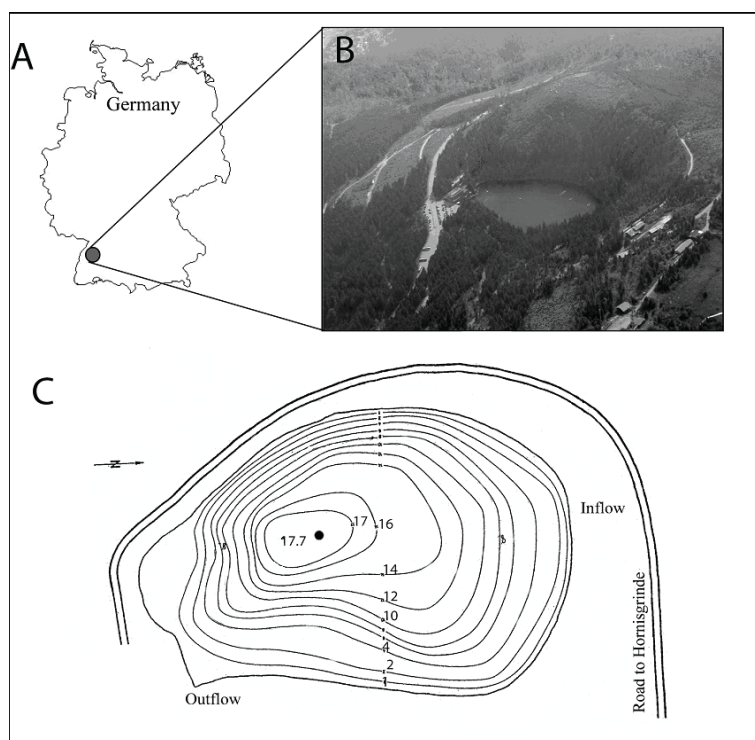 A
Germany
B
C
N
Inflow
17
16
17.7
14
12
10
4
2
1
Outflow
Road to Hornisgrinde